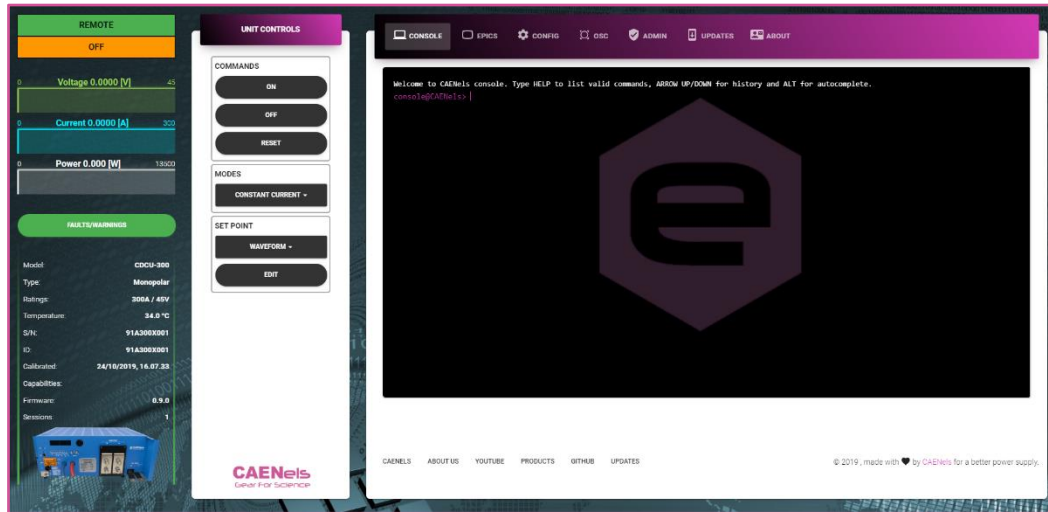 REMOTE
OFF
0 Voltage 0.0000 [V] 45
0 Current 0.0000 [A] 300
0 Power 0.000 [W] 13500
FAULTS/WARNINGS
Model: CDCU-300
Type: Monopolar
Ratings: 300A / 45V
Temperature: 34.0 °C
S/N: 91A300X001
ID: 91A300X001
Calibrated: 24/10/2019, 16.07.33
Capabilities:
Firmware: 0.9.0
Sessions: 1
UNIT CONTROLS
COMMANDS
ON
OFF
RESET
MODES
CONSTANT CURRENT
SET POINT
WAVEFORM
EDIT
CAENels
Gear For Science
CONSOLE EPICS CONFIG OSC ADMIN UPDATES ABOUT
Welcome to CAENels console. Type HELP to list valid commands, ARROW UP/DOWN for history and ALT for autocomplete.
console@CAENels>
CAENELS ABOUT US YOUTUBE PRODUCTS GITHUB UPDATES
© 2019 , made with ♥ by CAENels for a better power supply.